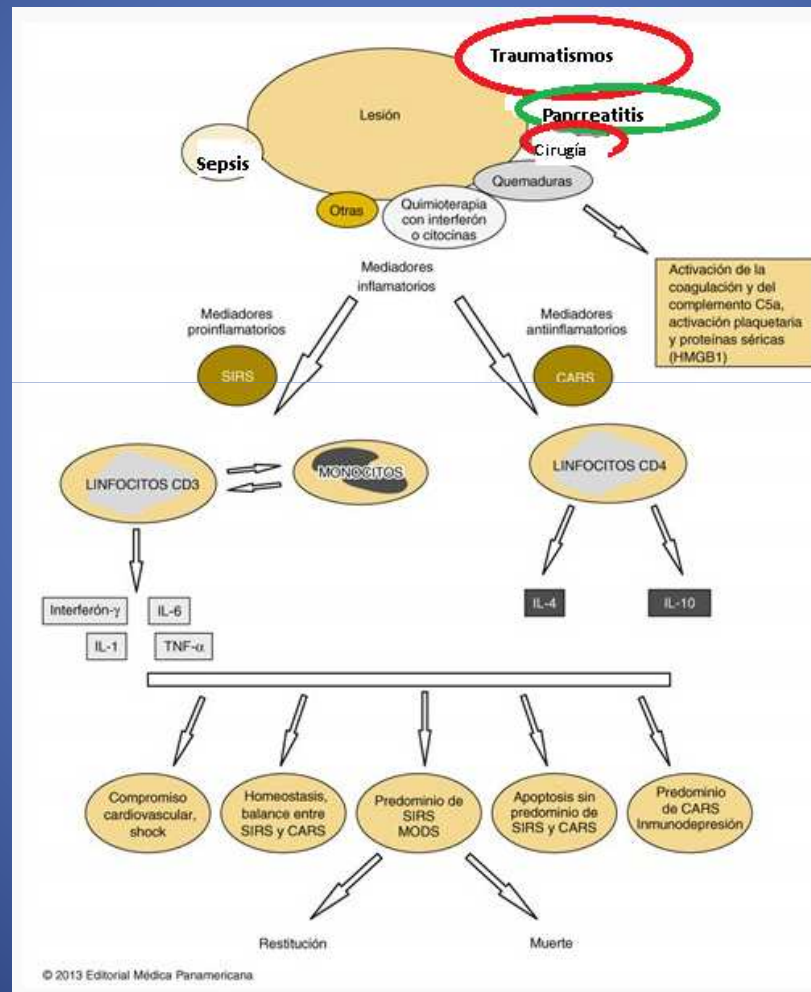 Traumatismos
Lesión
Pancreatitis
Cirugía
Sepsis
Quemaduras
Otras
Quimioterapia
con interferón
o citocinas
Mediadores
inflamatorios
Activación de la
coagulación y del
complemento C5a,
activación plaquetaria
y proteínas séricas
(HMGB1)
Mediadores
proinflamatorios
Mediadores
antiinflamatorios
SIRS
CARS
LINFOCITOS CD3
MONOCITOS
LINFOCITOS CD4
Interferón-γ
IL-6
IL-1
TNF-α
IL-4
IL-10
Compromiso
cardiovascular,
shock
Homeostasis,
balance entre
SIRS y CARS
Predominio de
SIRS
MODS
Apoptosis sin
predominio de
SIRS y CARS
Predominio
de CARS
Inmunodepresión
Restitución
Muerte
© 2013 Editorial Médica Panamericana